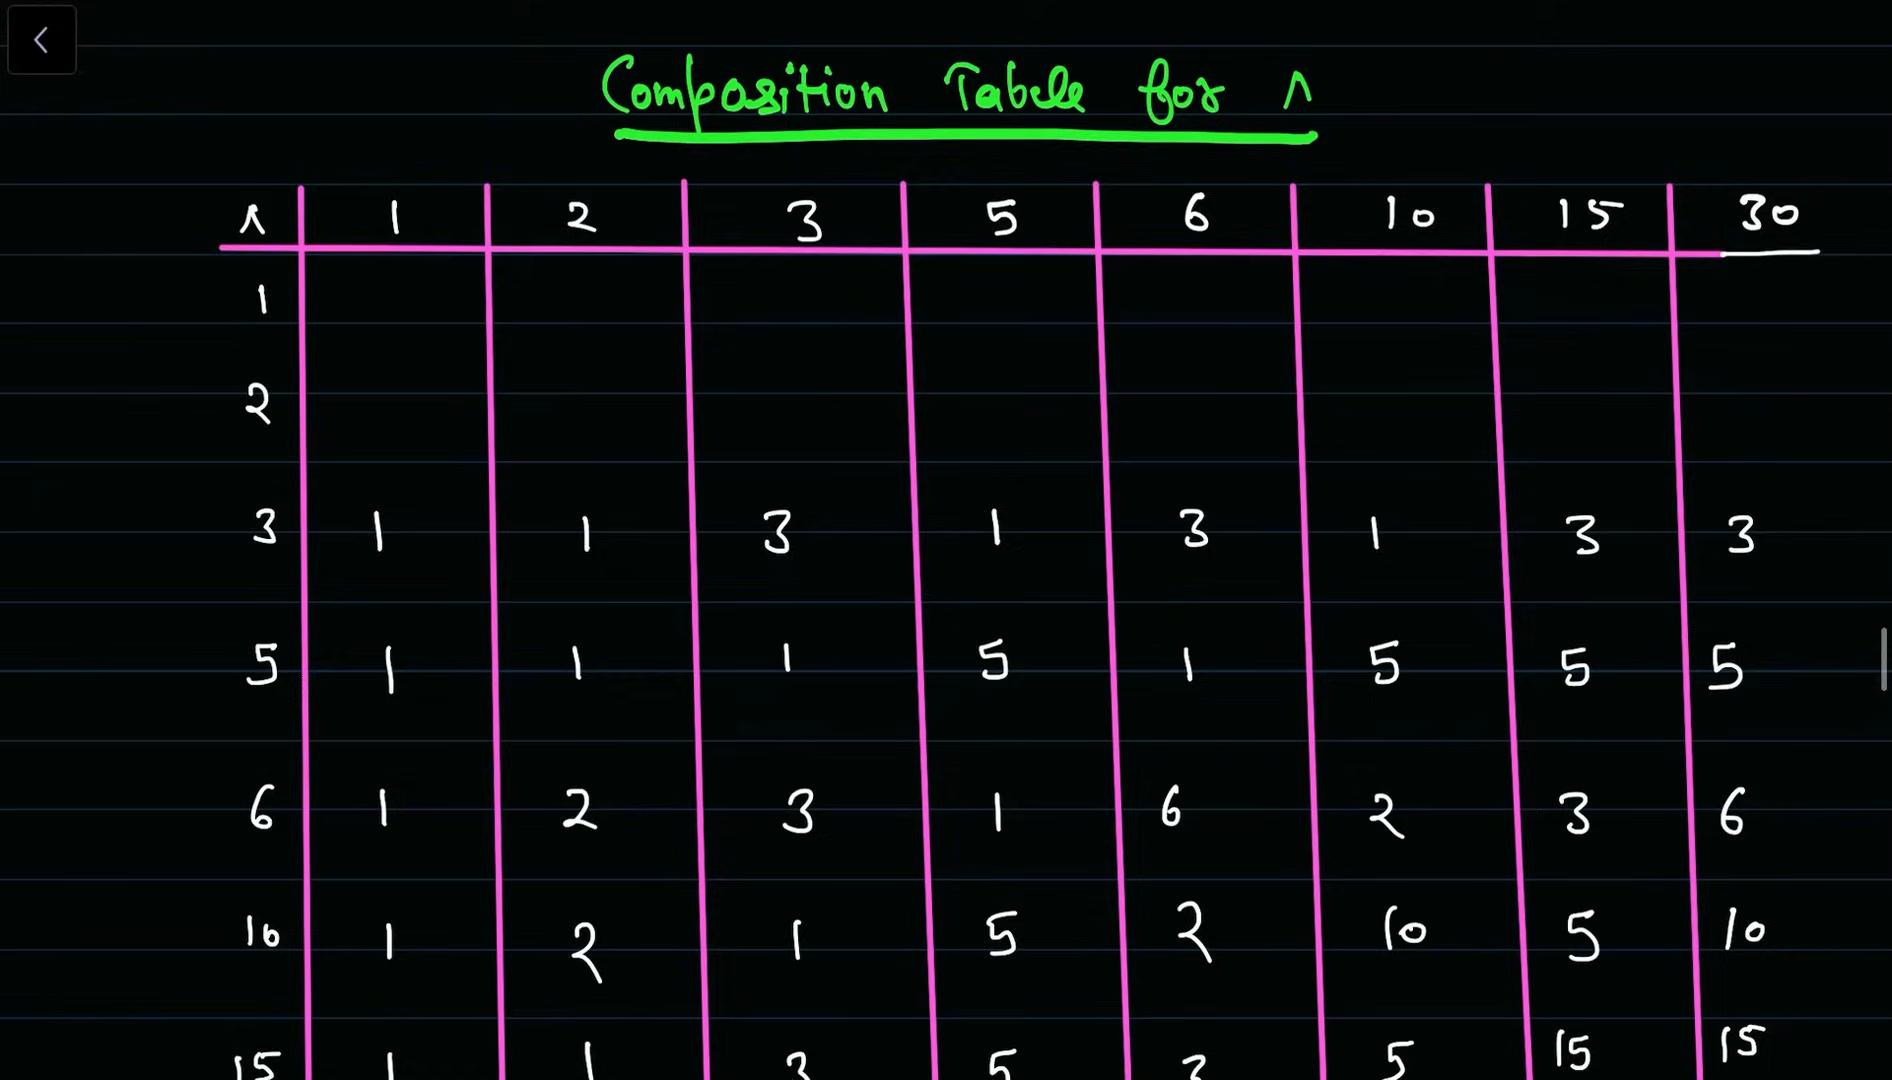 Composition Table for ∧
∧ 1 2 3 5 6 10 15 30
1
2
3 1 1 3 1 3 1 3 3
5 1 1 1 5 1 5 5 5
6 1 2 3 1 6 2 3 6
10 1 2 1 5 2 10 5 10
15 1 1 3 5 3 5 15 15